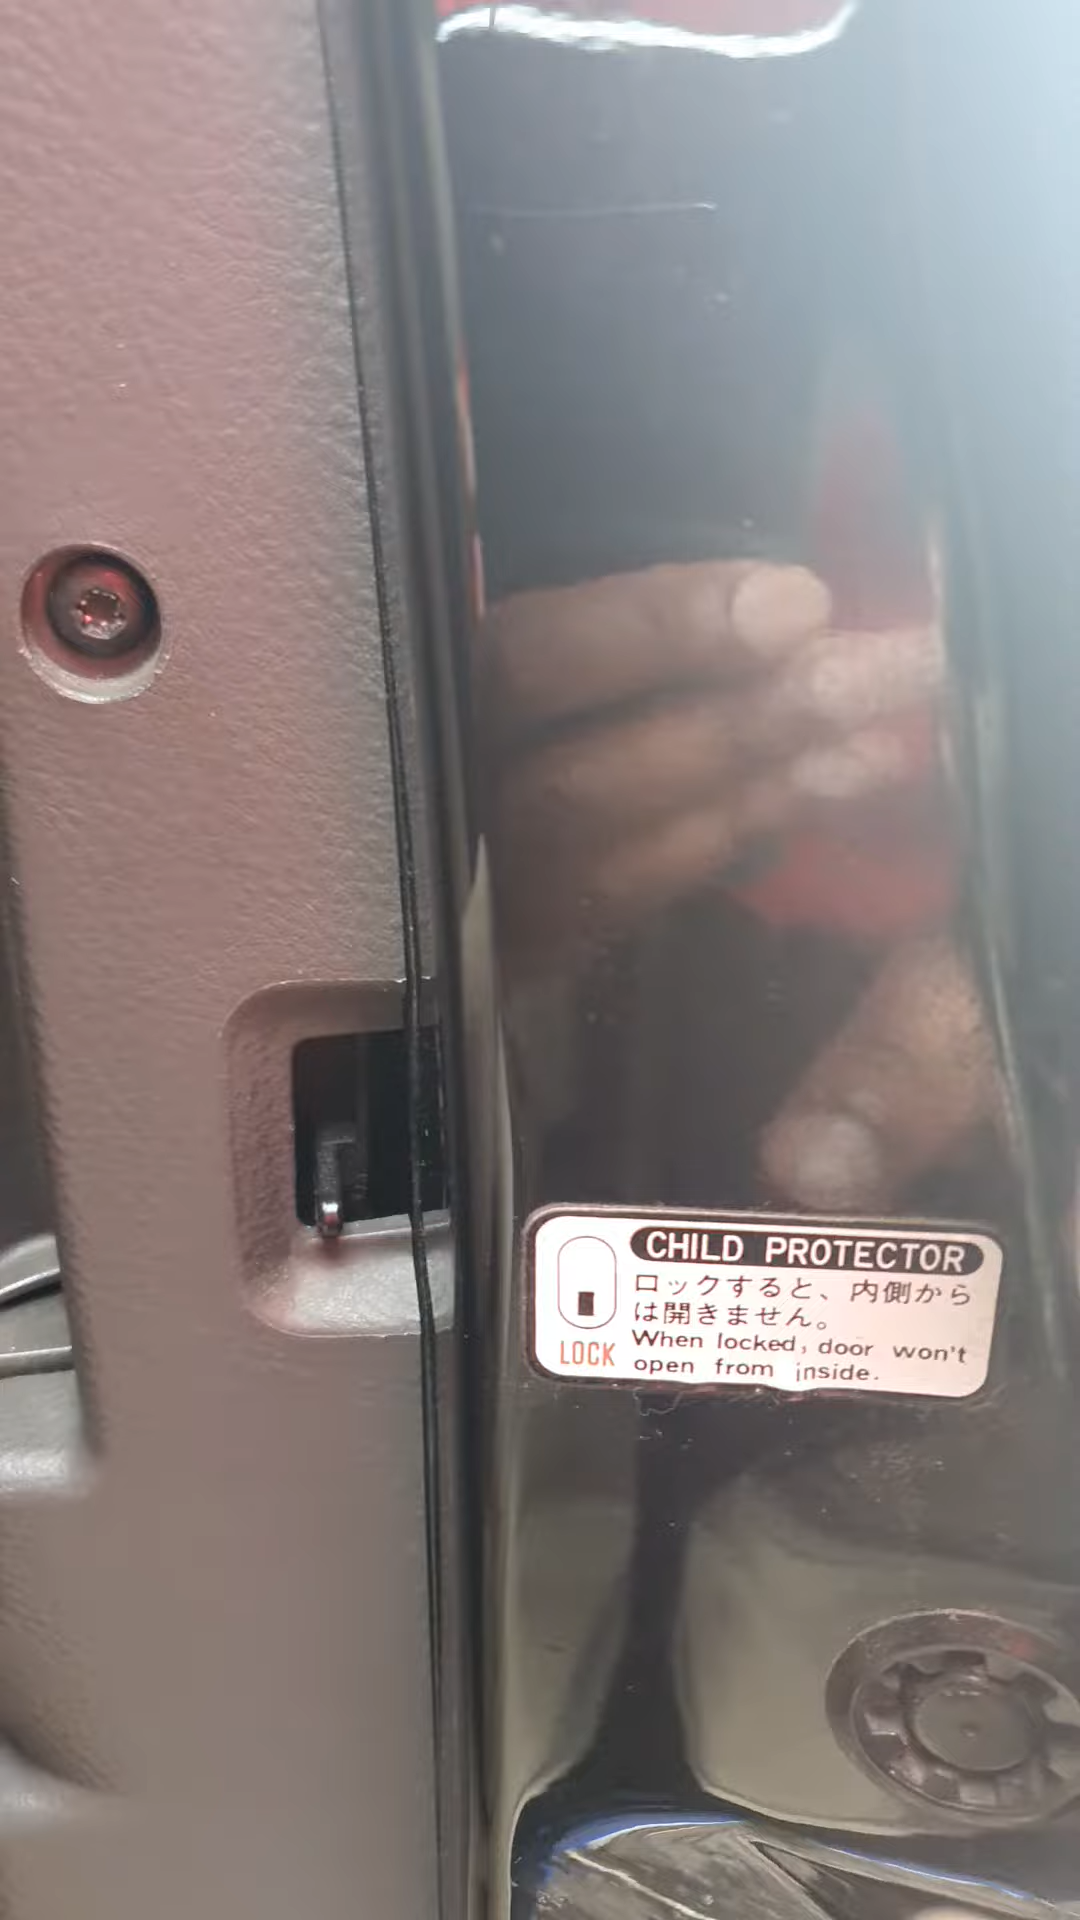 CHILD PROTECTOR
ロックすると、内側から
は開きません。
LOCK
When locked, door won't
open from inside.